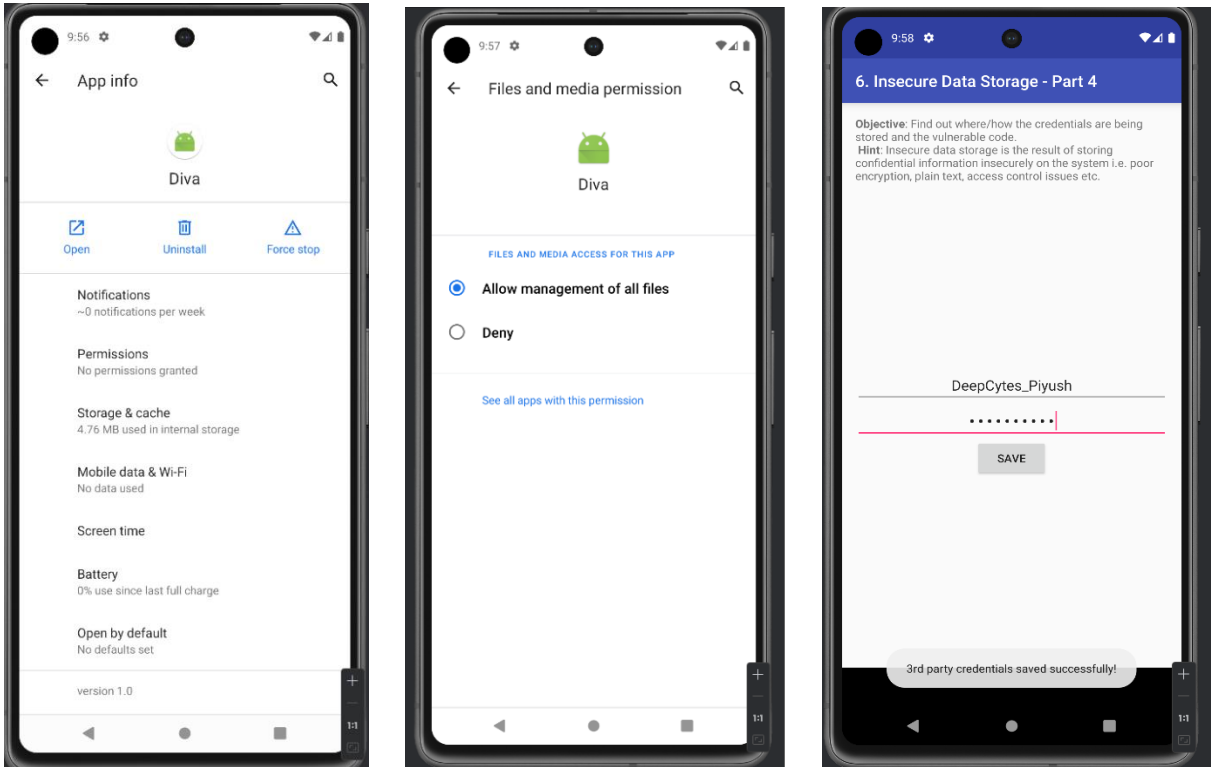 9:56
App info
Diva
Open
Uninstall
Force stop
Notifications
~0 notifications per week
Permissions
No permissions granted
Storage & cache
4.76 MB used in internal storage
Mobile data & Wi-Fi
No data used
Screen time
Battery
0% use since last full charge
Open by default
No defaults set
version 1.0
1:1
9:57
Files and media permission
Diva
FILES AND MEDIA ACCESS FOR THIS APP
Allow management of all files
Deny
See all apps with this permission
1:1
9:58
6. Insecure Data Storage - Part 4
Objective: Find out where/how the credentials are being
stored and the vulnerable code.
Hint: Insecure data storage is the result of storing
confidential information insecurely on the system i.e. poor
encryption, plain text, access control issues etc.
DeepCytes_Piyush
••••••••••
SAVE
3rd party credentials saved successfully!
1:1